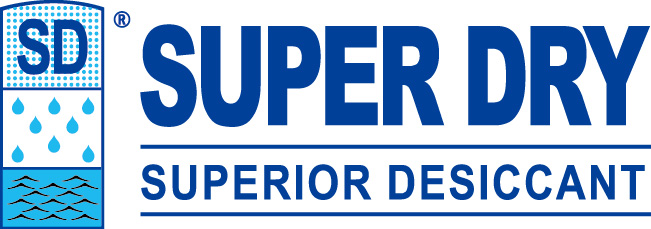 SD ®
SUPER DRY
SUPERIOR DESICCANT